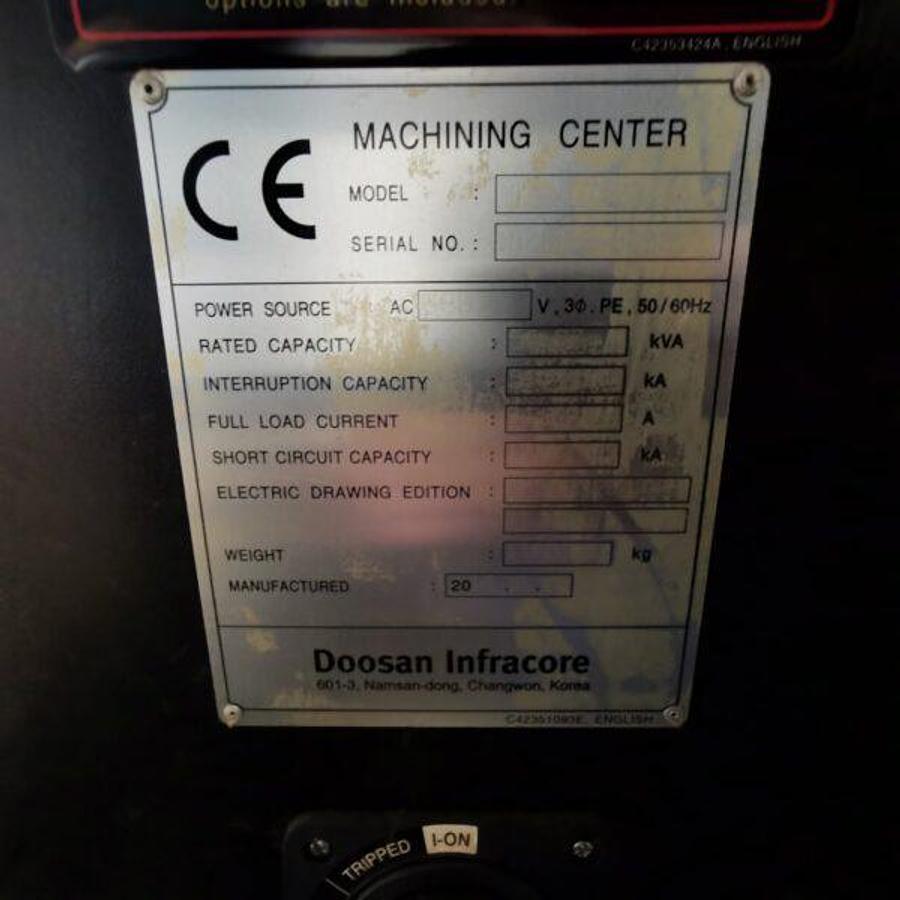 options are included.
C42353424A, ENGLISH
CE
MACHINING CENTER
MODEL :
SERIAL NO. :
POWER SOURCE AC V, 3Φ. PE, 50/60Hz
RATED CAPACITY : kVA
INTERRUPTION CAPACITY : kA
FULL LOAD CURRENT : A
SHORT CIRCUIT CAPACITY : kA
ELECTRIC DRAWING EDITION :
WEIGHT : kg
MANUFACTURED : 20 . .
Doosan Infracore
601-3, Namsan-dong, Changwon, Korea
C42351093E, ENGLISH
TRIPPED I-ON